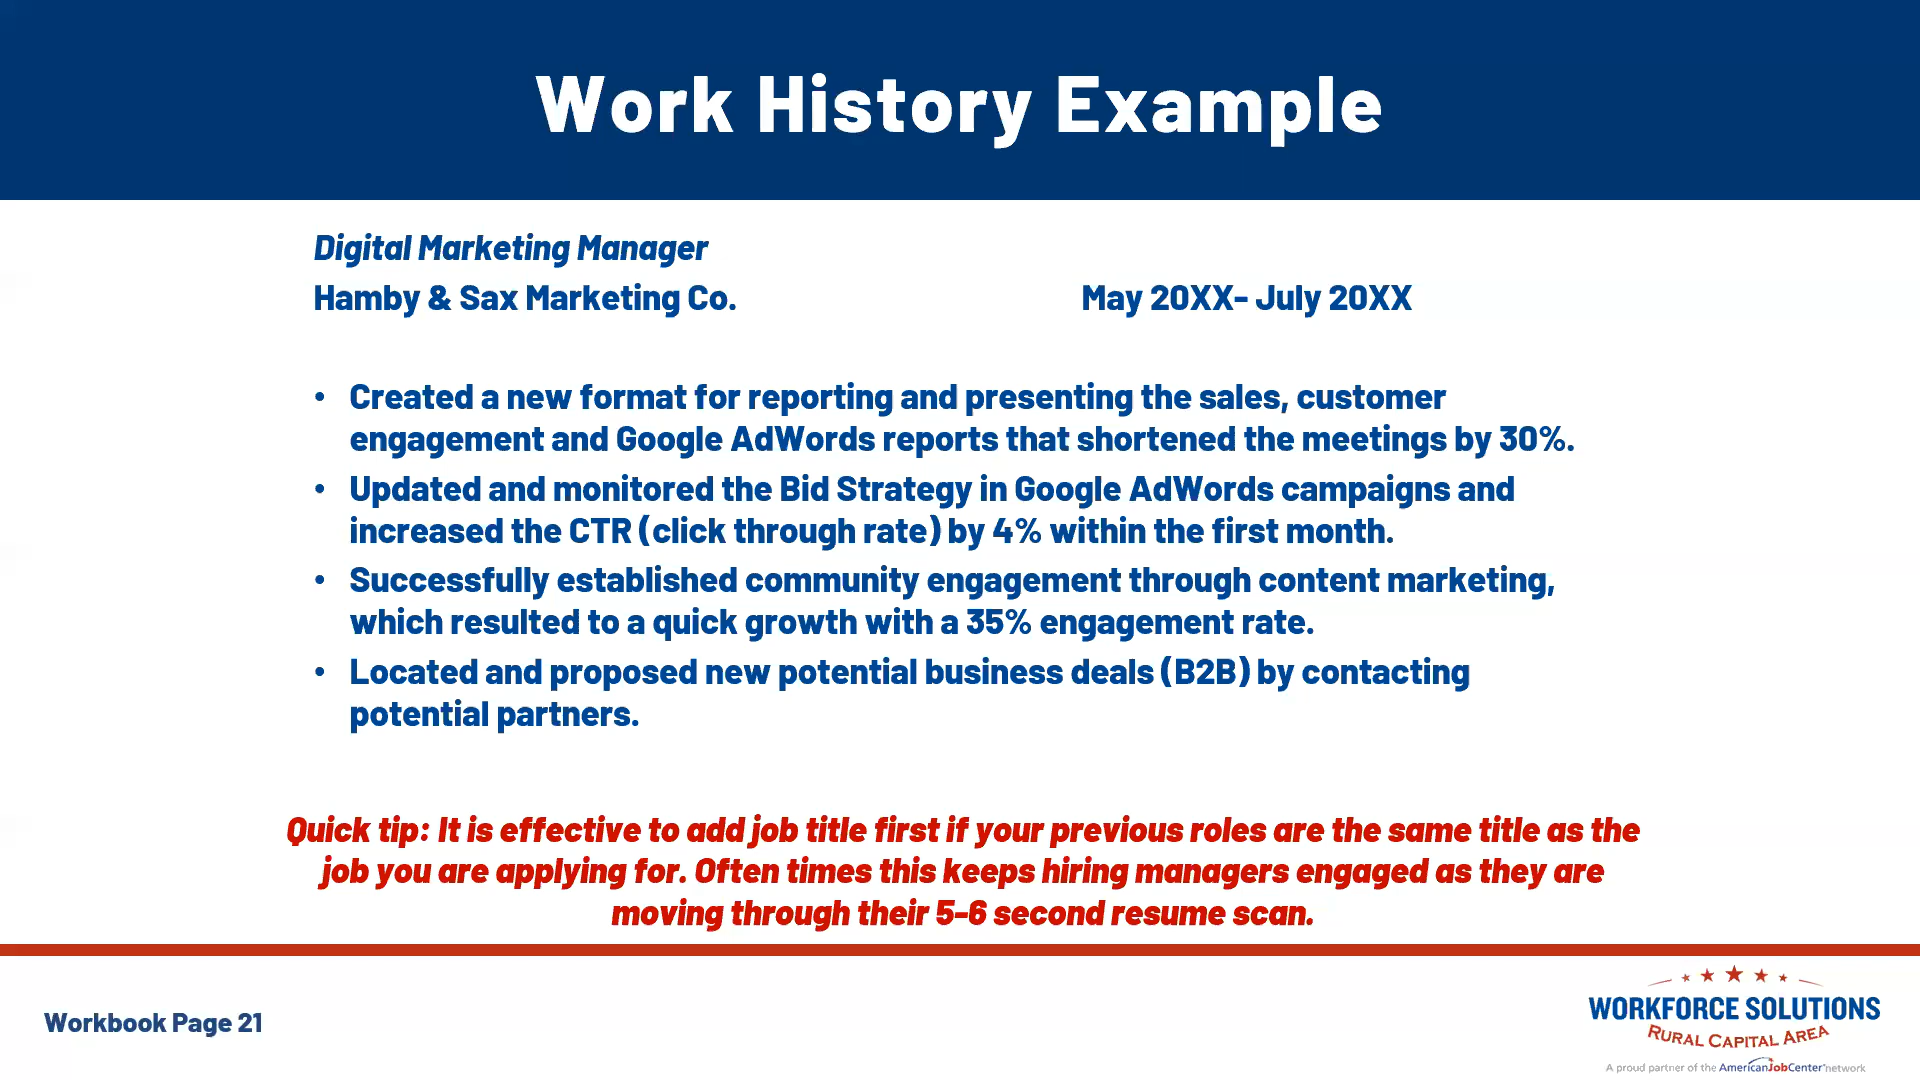 Work History Example
Digital Marketing Manager
Hamby & Sax Marketing Co. May 20XX- July 20XX
• Created a new format for reporting and presenting the sales, customer
engagement and Google AdWords reports that shortened the meetings by 30%.
• Updated and monitored the Bid Strategy in Google AdWords campaigns and
increased the CTR (click through rate) by 4% within the first month.
• Successfully established community engagement through content marketing,
which resulted to a quick growth with a 35% engagement rate.
• Located and proposed new potential business deals (B2B) by contacting
potential partners.
Quick tip: It is effective to add job title first if your previous roles are the same title as the
job you are applying for. Often times this keeps hiring managers engaged as they are
moving through their 5-6 second resume scan.
Workbook Page 21
WORKFORCE SOLUTIONS
RURAL CAPITAL AREA
A proud partner of the AmericanJobCenter network